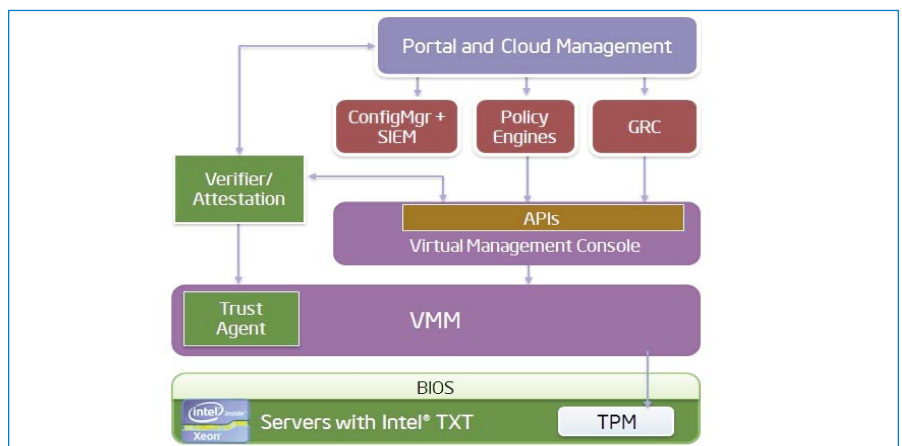 Portal and Cloud Management
ConfigMgr +
SIEM
Policy
Engines
GRC
Verifier/
Attestation
APIs
Virtual Management Console
Trust
Agent
VMM
BIOS
(intel) inside
Xeon
Servers with Intel® TXT
TPM